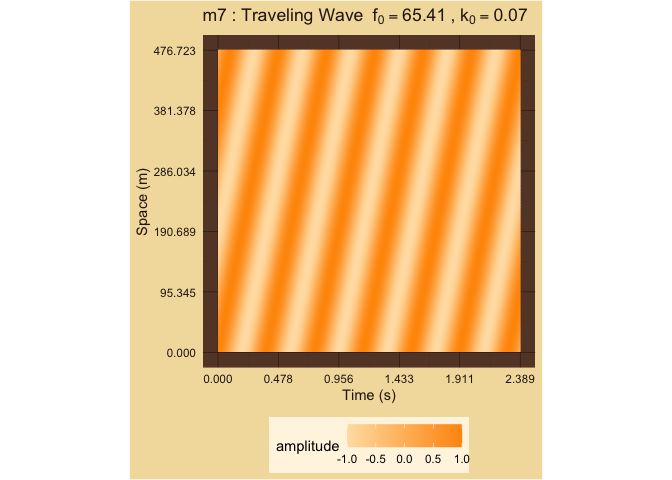 m7 : Traveling Wave f₀ = 65.41 , k₀ = 0.07
Space (m)
476.723
381.378
286.034
190.689
95.345
0.000
0.000 0.478 0.956 1.433 1.911 2.389
Time (s)
amplitude
-1.0 -0.5 0.0 0.5 1.0